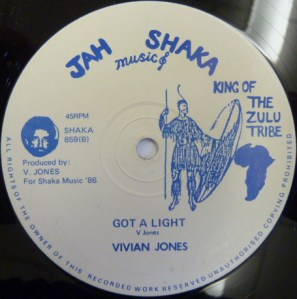 JAH SHAKA
music
KING OF
THE
ZULU
TRIBE
45RPM
SHAKA
859(B)
Produced by:
V. JONES
For Shaka Music '86
GOT A LIGHT
V Jones
VIVIAN JONES
ALL RIGHTS OF THE OWNER OF THIS RECORDED WORK RESERVED UNAUTHORISED COPYING PROHIBITED